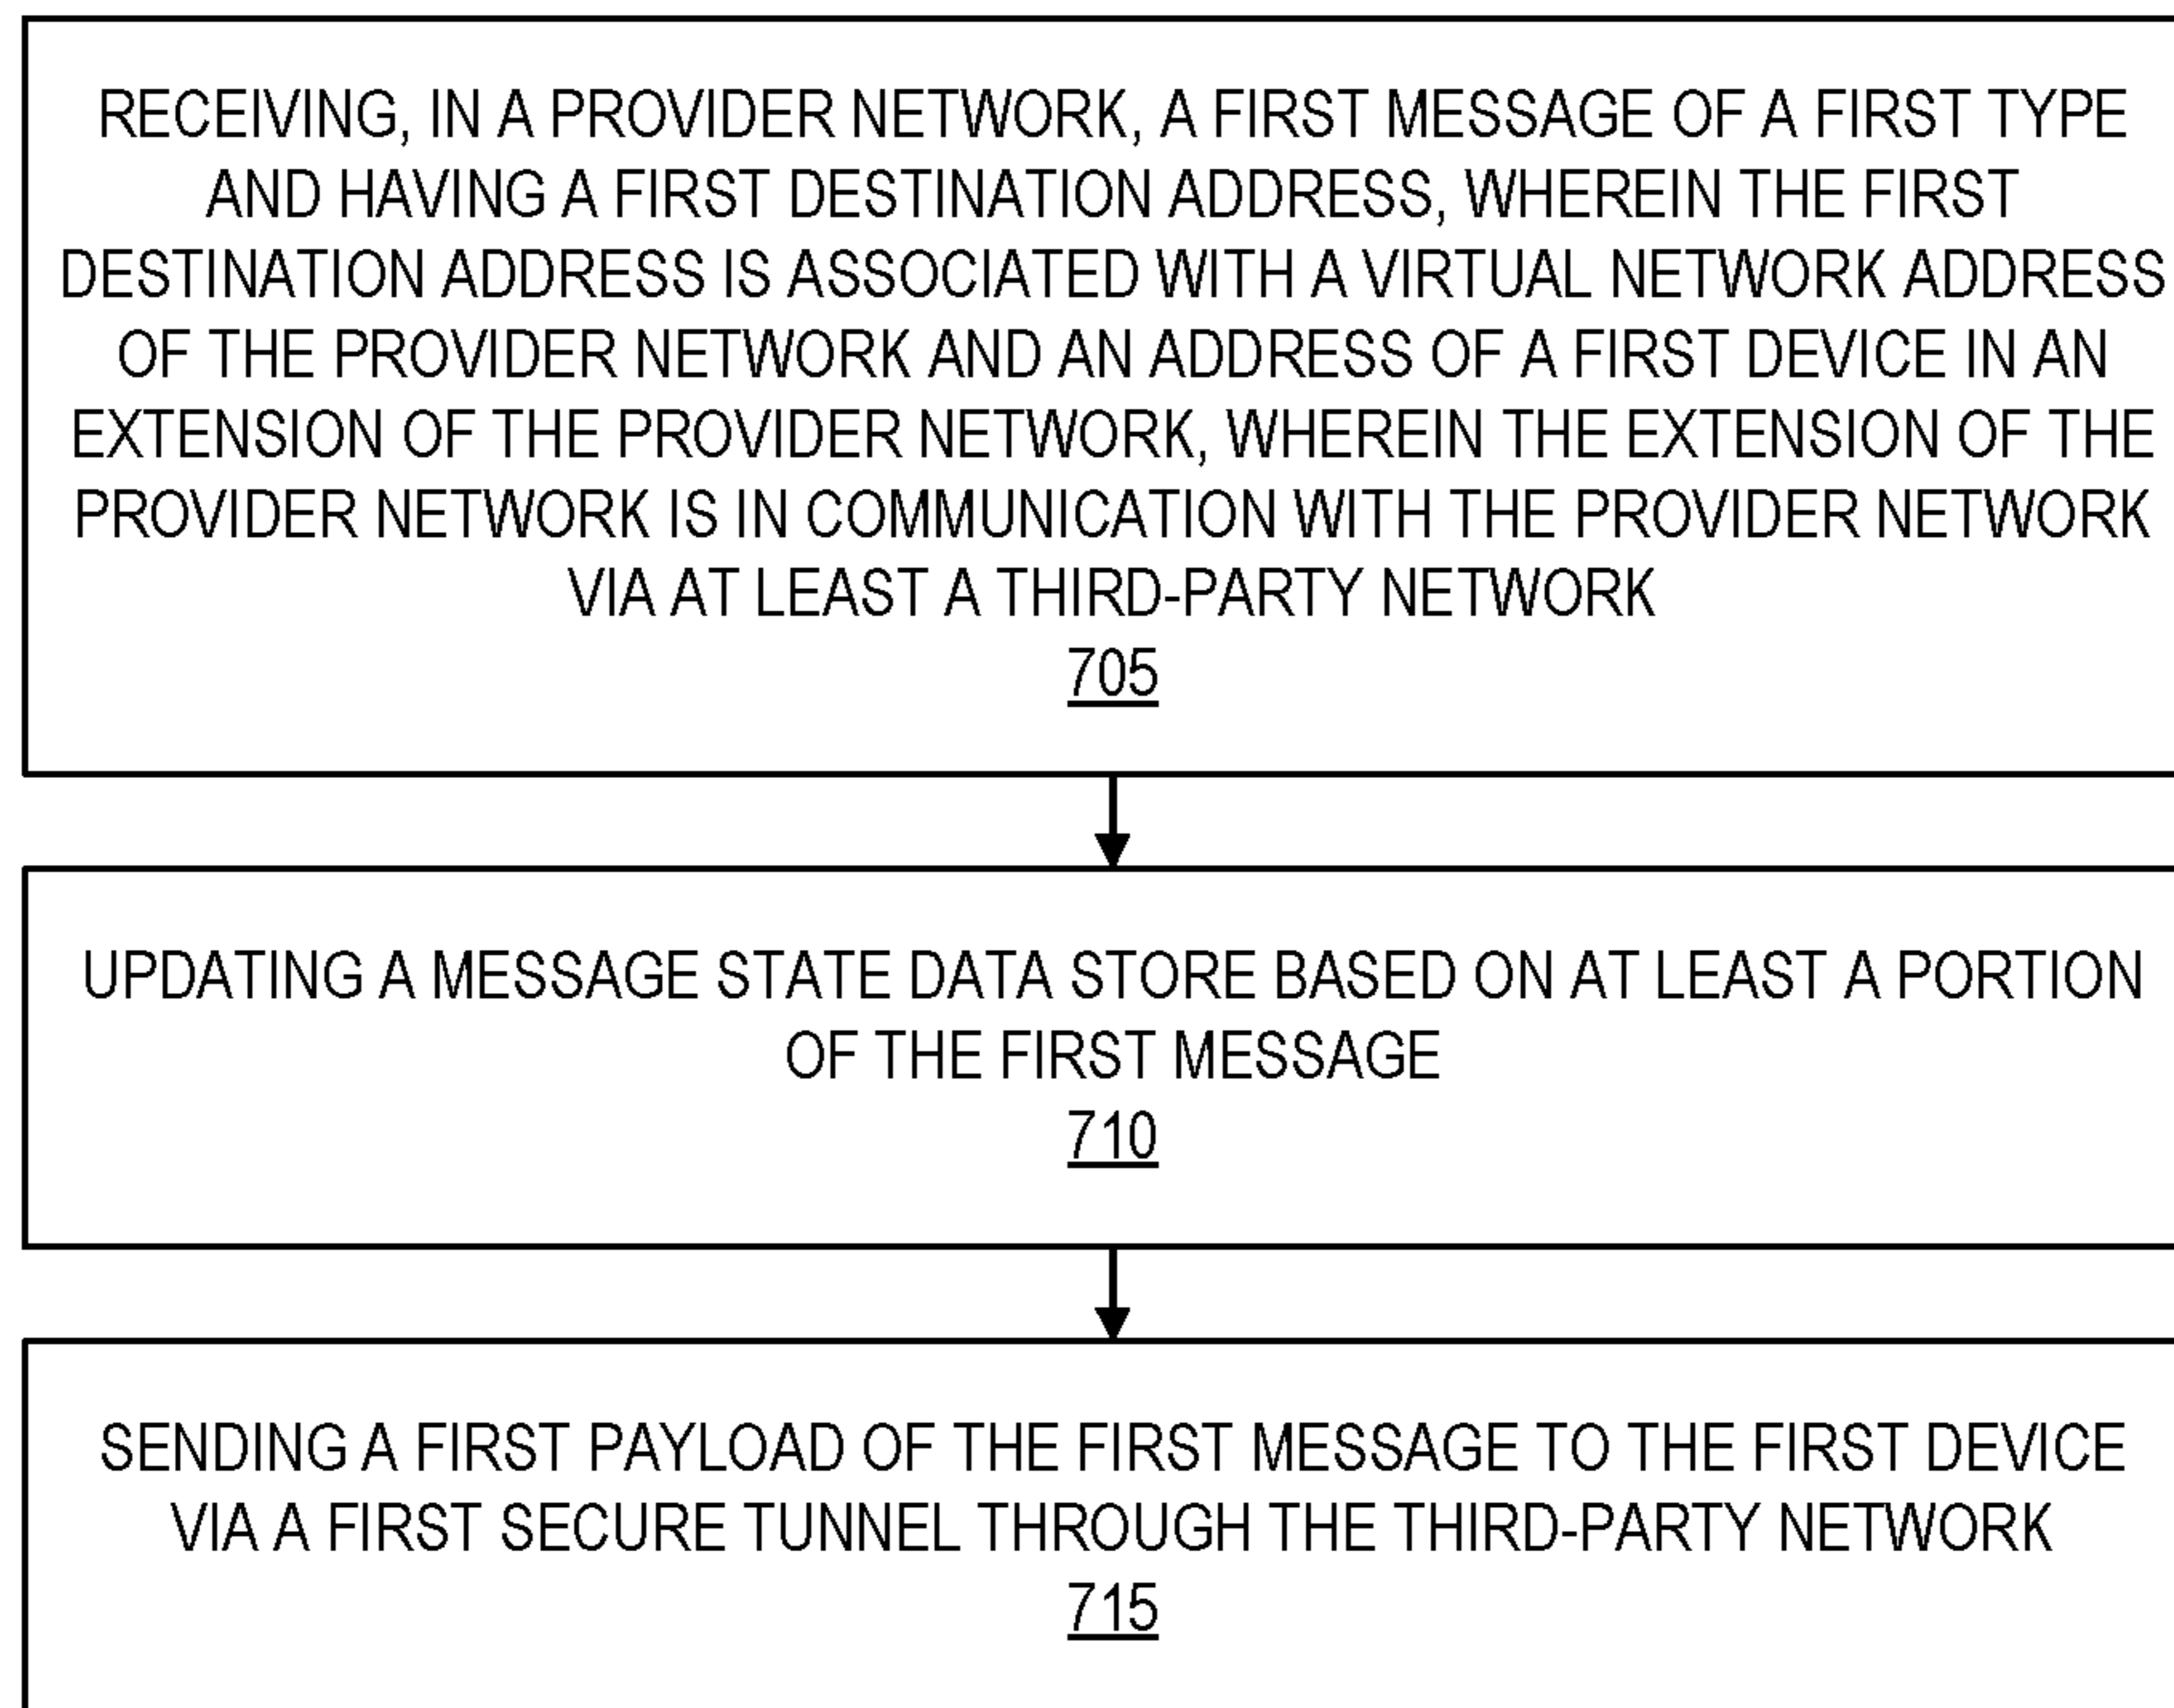 RECEIVING, IN A PROVIDER NETWORK, A FIRST MESSAGE OF A FIRST TYPE
AND HAVING A FIRST DESTINATION ADDRESS, WHEREIN THE FIRST
DESTINATION ADDRESS IS ASSOCIATED WITH A VIRTUAL NETWORK ADDRESS
OF THE PROVIDER NETWORK AND AN ADDRESS OF A FIRST DEVICE IN AN
EXTENSION OF THE PROVIDER NETWORK, WHEREIN THE EXTENSION OF THE
PROVIDER NETWORK IS IN COMMUNICATION WITH THE PROVIDER NETWORK
VIA AT LEAST A THIRD-PARTY NETWORK
705
UPDATING A MESSAGE STATE DATA STORE BASED ON AT LEAST A PORTION
OF THE FIRST MESSAGE
710
SENDING A FIRST PAYLOAD OF THE FIRST MESSAGE TO THE FIRST DEVICE
VIA A FIRST SECURE TUNNEL THROUGH THE THIRD-PARTY NETWORK
715